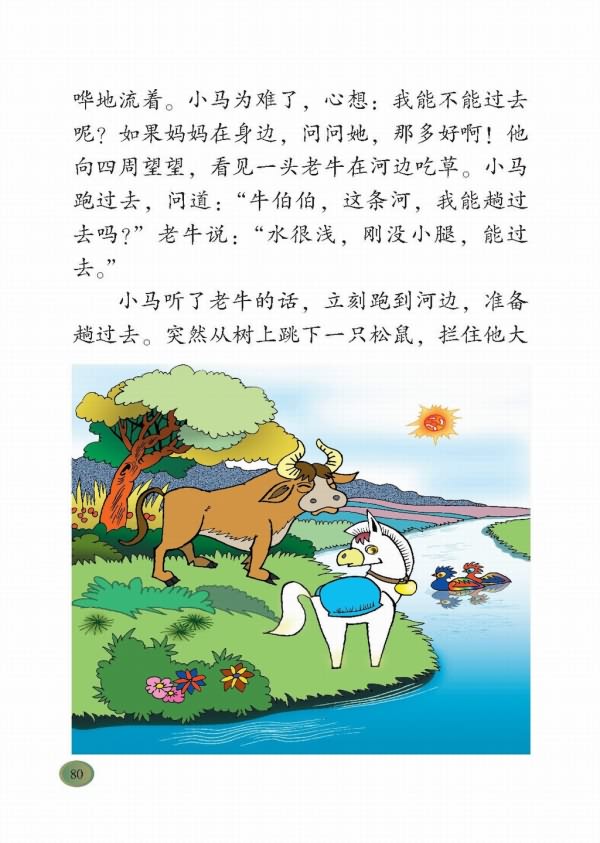 哗地流着。小马为难了，心想：我能不能过去
呢？如果妈妈在身边，问问她，那多好啊！他
向四周望望，看见一头老牛在河边吃草。小马
跑过去，问道：“牛伯伯，这条河，我能趟过
去吗？”老牛说：“水很浅，刚没小腿，能过
去。”
小马听了老牛的话，立刻跑到河边，准备
趟过去。突然从树上跳下一只松鼠，拦住他大
80